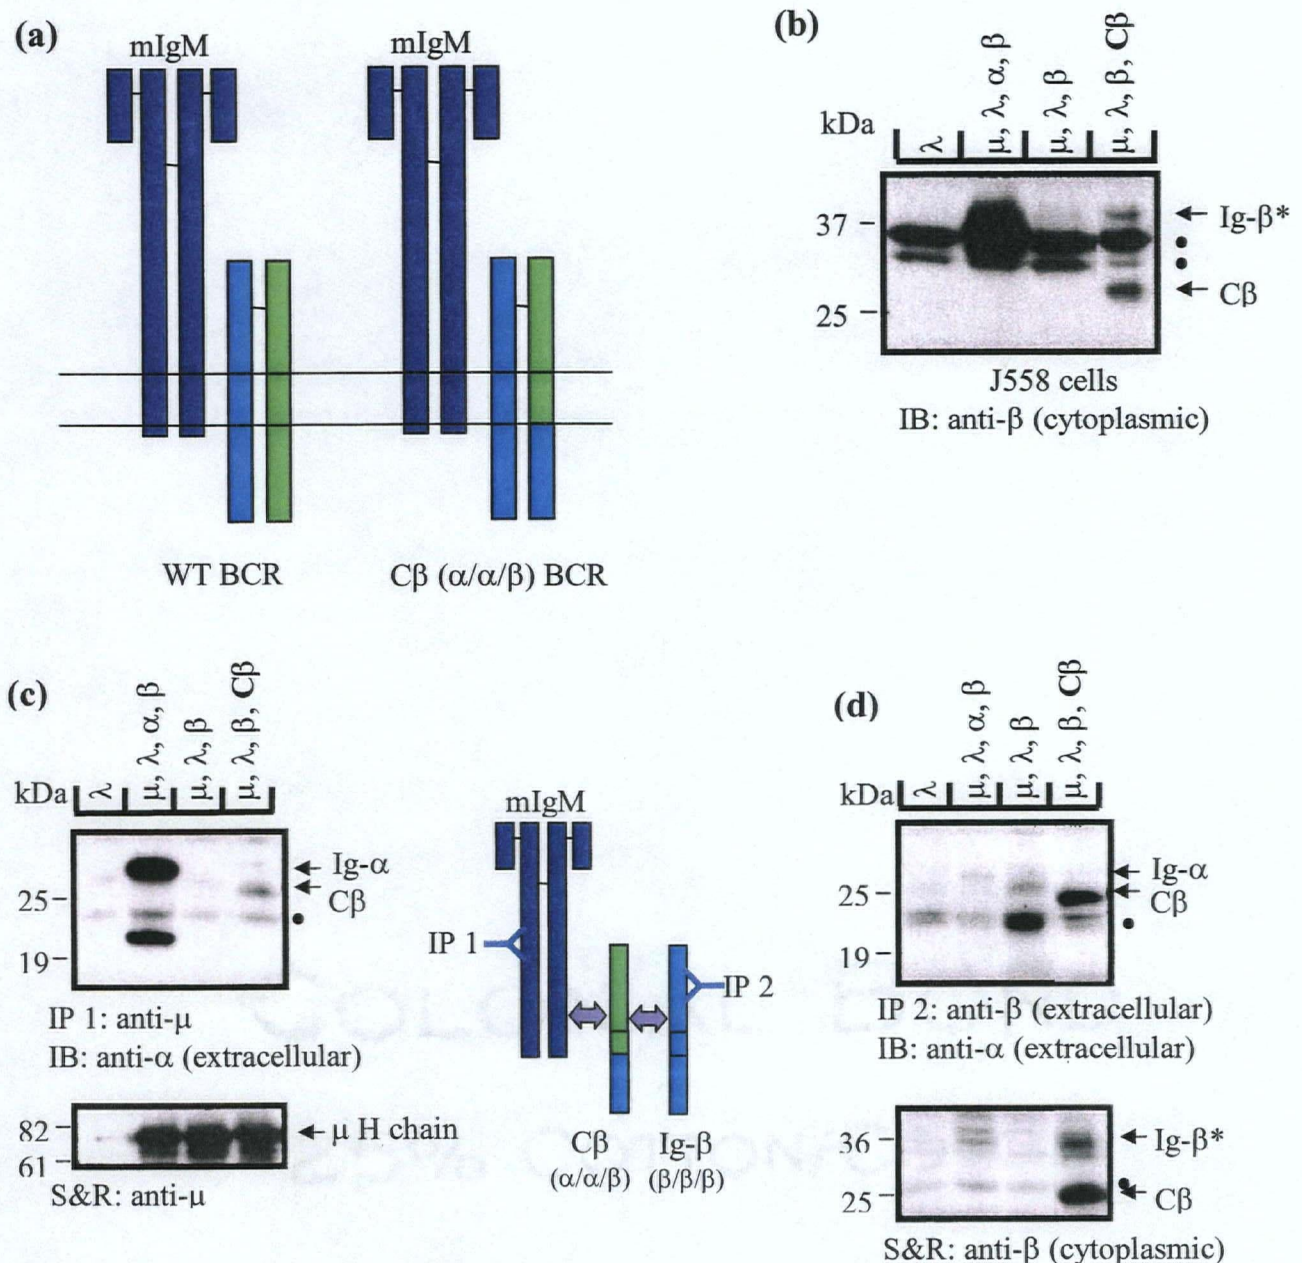 (a)
mIgM
mIgM
WT BCR
Cβ (α/α/β) BCR
(b)
kDa
λ
μ, λ, α, β
μ, λ, β
μ, λ, β, Cβ
37
25
Ig-β*
Cβ
J558 cells
IB: anti-β (cytoplasmic)
(c)
kDa
λ
μ, λ, α, β
μ, λ, β
μ, λ, β, Cβ
25
19
Ig-α
Cβ
IP 1: anti-μ
IB: anti-α (extracellular)
82
61
μ H chain
S&R: anti-μ
mIgM
IP 1
IP 2
Cβ
(α/α/β)
Ig-β
(β/β/β)
(d)
kDa
λ
μ, λ, α, β
μ, λ, β
μ, λ, β, Cβ
25
19
Ig-α
Cβ
IP 2: anti-β (extracellular)
IB: anti-α (extracellular)
36
25
Ig-β*
Cβ
S&R: anti-β (cytoplasmic)